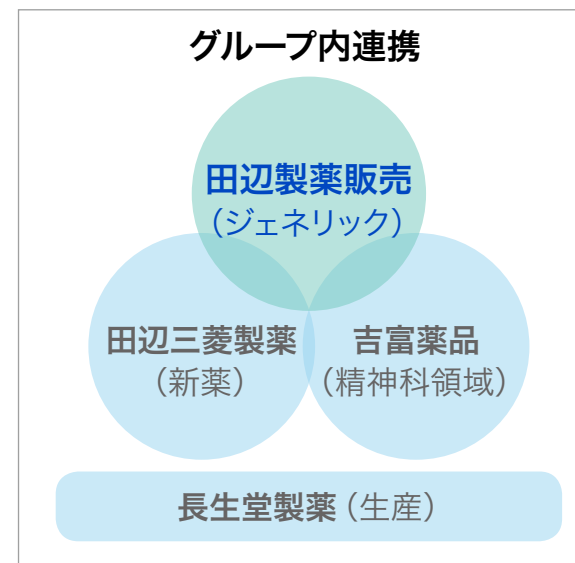 グループ内連携
田辺製薬販売
（ジェネリック）
田辺三菱製薬
（新薬）
吉富薬品
（精神科領域）
長生堂製薬（生産）